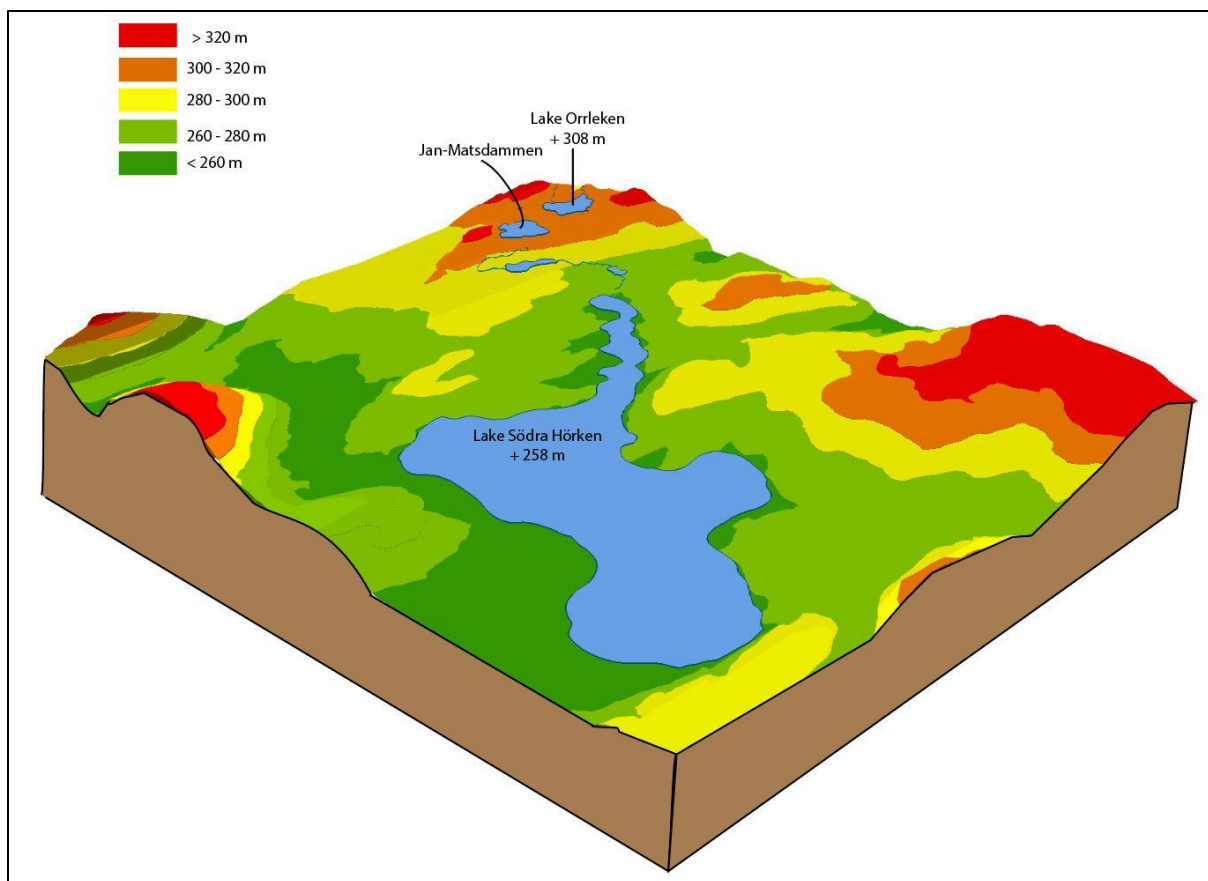 > 320 m
300 - 320 m
280 - 300 m
260 - 280 m
< 260 m
Lake Orrleken
+ 308 m
Jan-Matsdammen
Lake Södra Hörken
+ 258 m